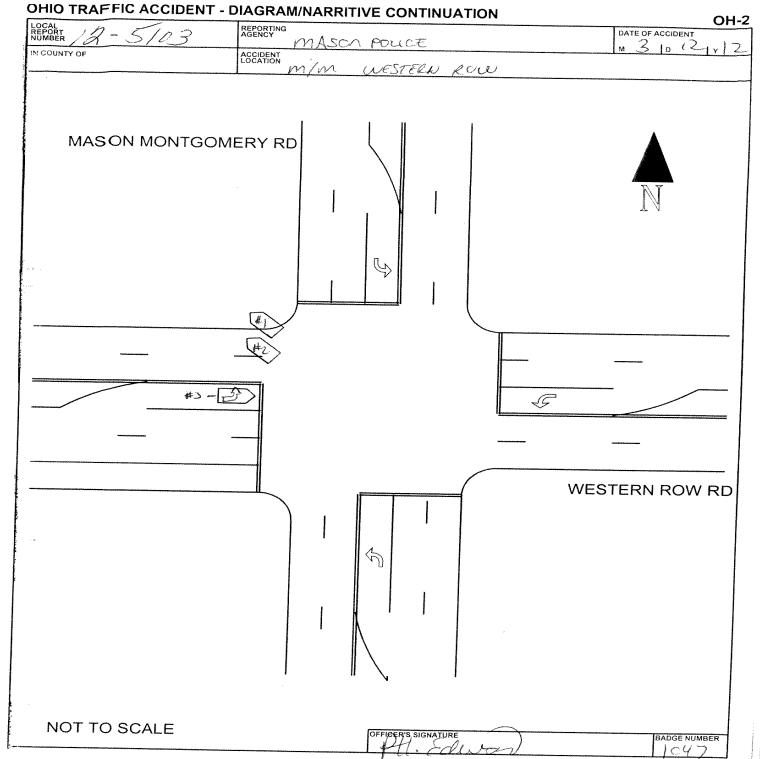 OHIO TRAFFIC ACCIDENT - DIAGRAM/NARRITIVE CONTINUATION
OH-2
LOCAL REPORT NUMBER 12-5103
REPORTING AGENCY MASON POLICE
DATE OF ACCIDENT
M 3 D 12 Y 12
IN COUNTY OF
ACCIDENT LOCATION M/M WESTERN ROW
MASON MONTGOMERY RD
N
#1
#2
#3
WESTERN ROW RD
NOT TO SCALE
OFFICER'S SIGNATURE
BADGE NUMBER
1047